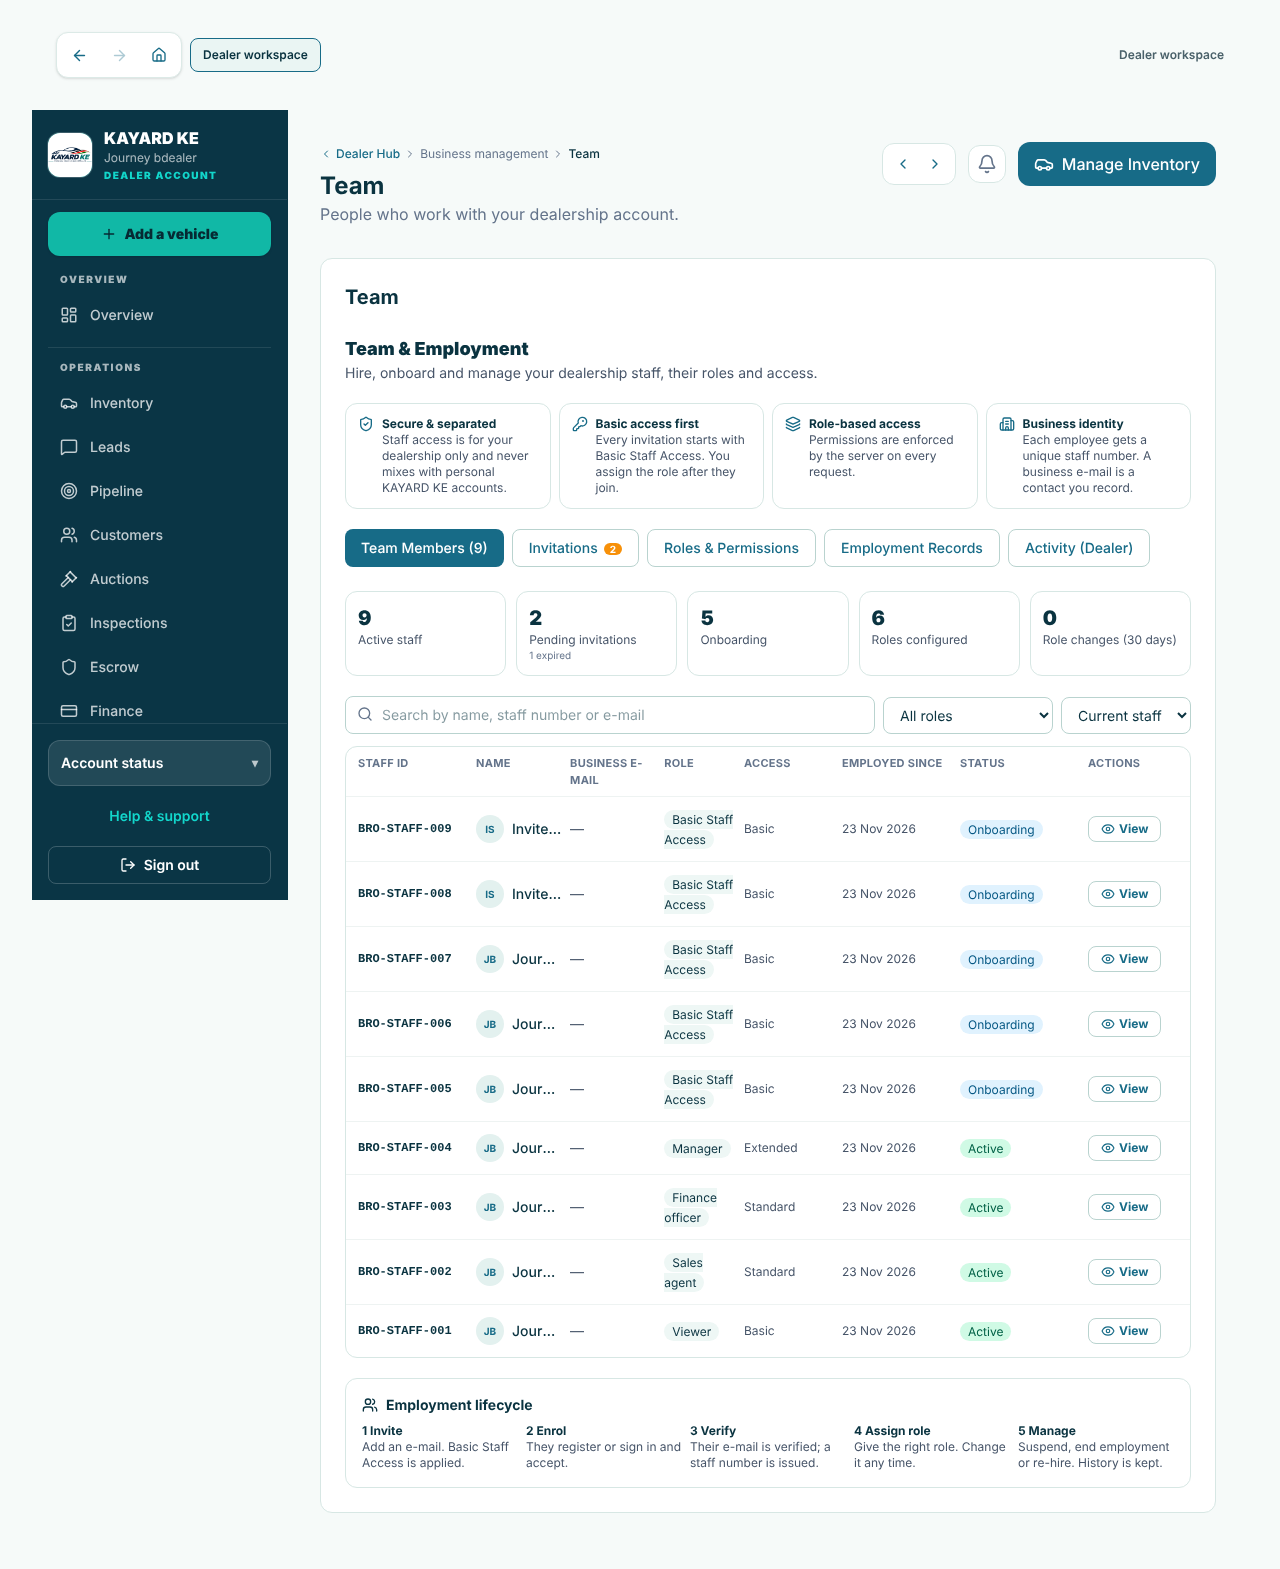 Dealer workspace
Dealer workspace
KAYARD KE
KAYARD KE
Journey bdealer
DEALER ACCOUNT
+ Add a vehicle
OVERVIEW
Overview
OPERATIONS
Inventory
Leads
Pipeline
Customers
Auctions
Inspections
Escrow
Finance
Account status ▾
Help & support
Sign out
‹ Dealer Hub › Business management › Team
Team
People who work with your dealership account.
Manage Inventory
Team
Team & Employment
Hire, onboard and manage your dealership staff, their roles and access.
Secure & separated
Staff access is for your
dealership only and never
mixes with personal
KAYARD KE accounts.
Basic access first
Every invitation starts with
Basic Staff Access. You
assign the role after they
join.
Role-based access
Permissions are enforced
by the server on every
request.
Business identity
Each employee gets a
unique staff number. A
business e-mail is a
contact you record.
Team Members (9)
Invitations 2
Roles & Permissions
Employment Records
Activity (Dealer)
9
Active staff
2
Pending invitations
1 expired
5
Onboarding
6
Roles configured
0
Role changes (30 days)
Search by name, staff number or e-mail
All roles
Current staff
STAFF ID NAME BUSINESS E-MAIL ROLE ACCESS EMPLOYED SINCE STATUS ACTIONS
BRO-STAFF-009 IS Invite... — Basic Staff Access Basic 23 Nov 2026 Onboarding View
BRO-STAFF-008 IS Invite... — Basic Staff Access Basic 23 Nov 2026 Onboarding View
BRO-STAFF-007 JB Jour... — Basic Staff Access Basic 23 Nov 2026 Onboarding View
BRO-STAFF-006 JB Jour... — Basic Staff Access Basic 23 Nov 2026 Onboarding View
BRO-STAFF-005 JB Jour... — Basic Staff Access Basic 23 Nov 2026 Onboarding View
BRO-STAFF-004 JB Jour... — Manager Extended 23 Nov 2026 Active View
BRO-STAFF-003 JB Jour... — Finance officer Standard 23 Nov 2026 Active View
BRO-STAFF-002 JB Jour... — Sales agent Standard 23 Nov 2026 Active View
BRO-STAFF-001 JB Jour... — Viewer Basic 23 Nov 2026 Active View
Employment lifecycle
1 Invite
Add an e-mail. Basic Staff
Access is applied.
2 Enrol
They register or sign in and
accept.
3 Verify
Their e-mail is verified; a
staff number is issued.
4 Assign role
Give the right role. Change
it any time.
5 Manage
Suspend, end employment
or re-hire. History is kept.